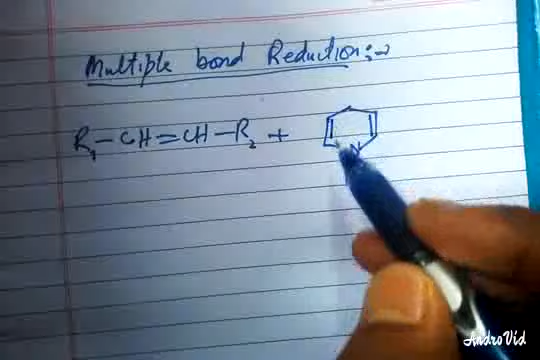 Multiple bond Reduction:→
R₁–CH=CH–R₂ +
AndroVid